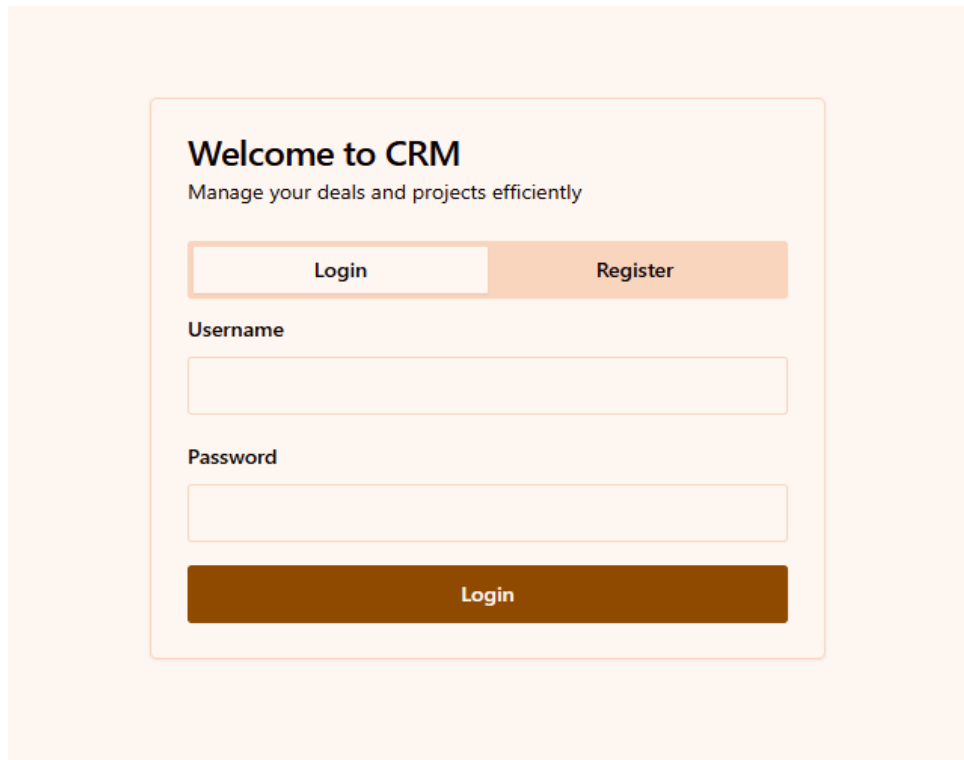 Welcome to CRM
Manage your deals and projects efficiently
Login Register
Username
Password
Login